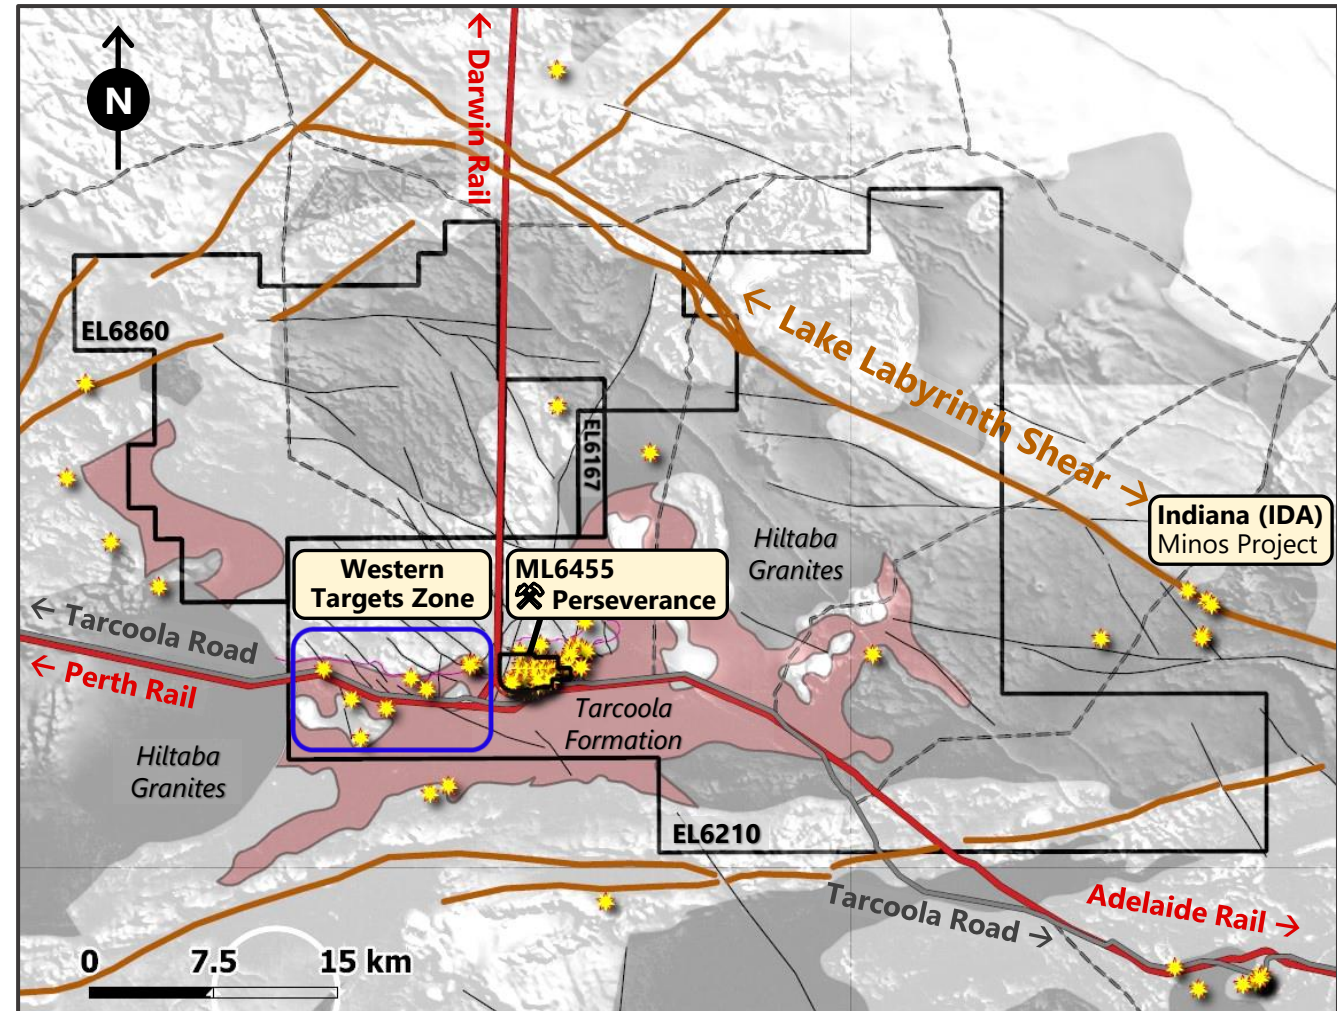 N
← Darwin Rail
EL6860
← Lake Labyrinth Shear →
EL6167
Indiana (IDA)
Minos Project
Hiltaba
Granites
Western
Targets Zone
ML6455
Perseverance
← Tarcoola Road
← Perth Rail
Tarcoola
Formation
Hiltaba
Granites
EL6210
Tarcoola Road →
Adelaide Rail →
0 7.5 15 km